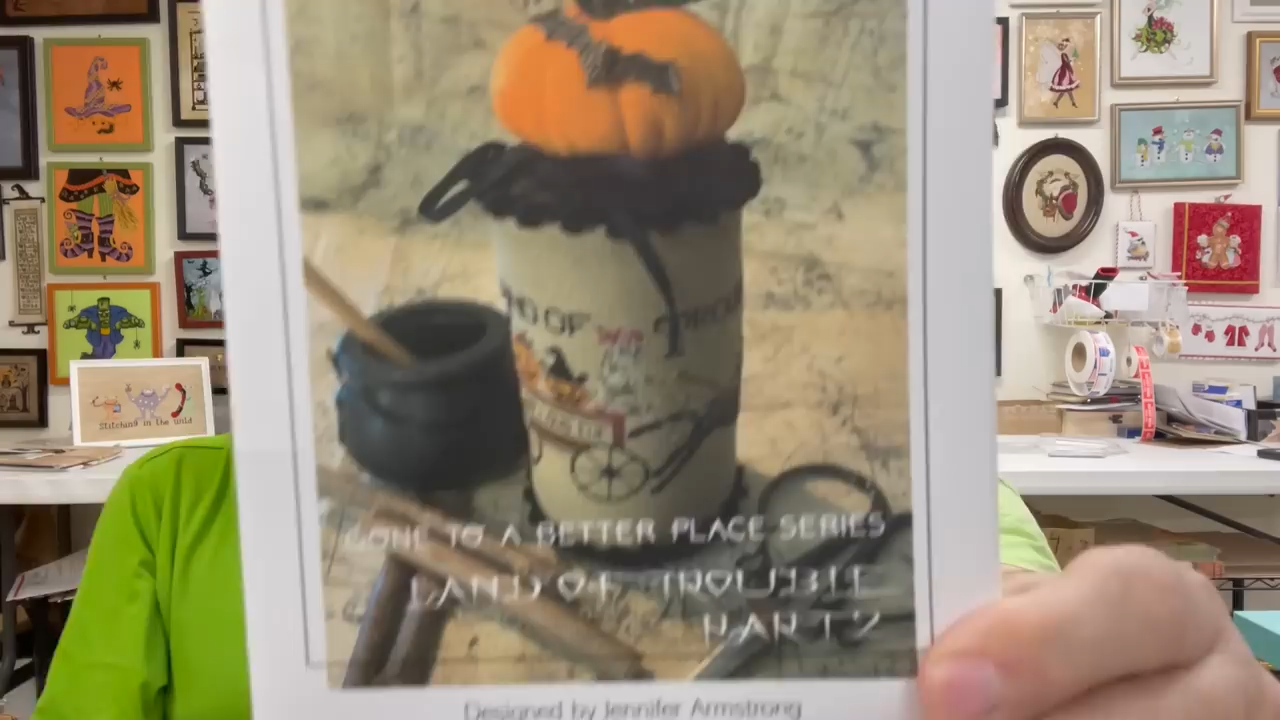 Stitching in the wild
GONE TO A BETTER PLACE SERIES
LAND OF TROUBLE
PART 2
Designed by Jennifer Armstrong